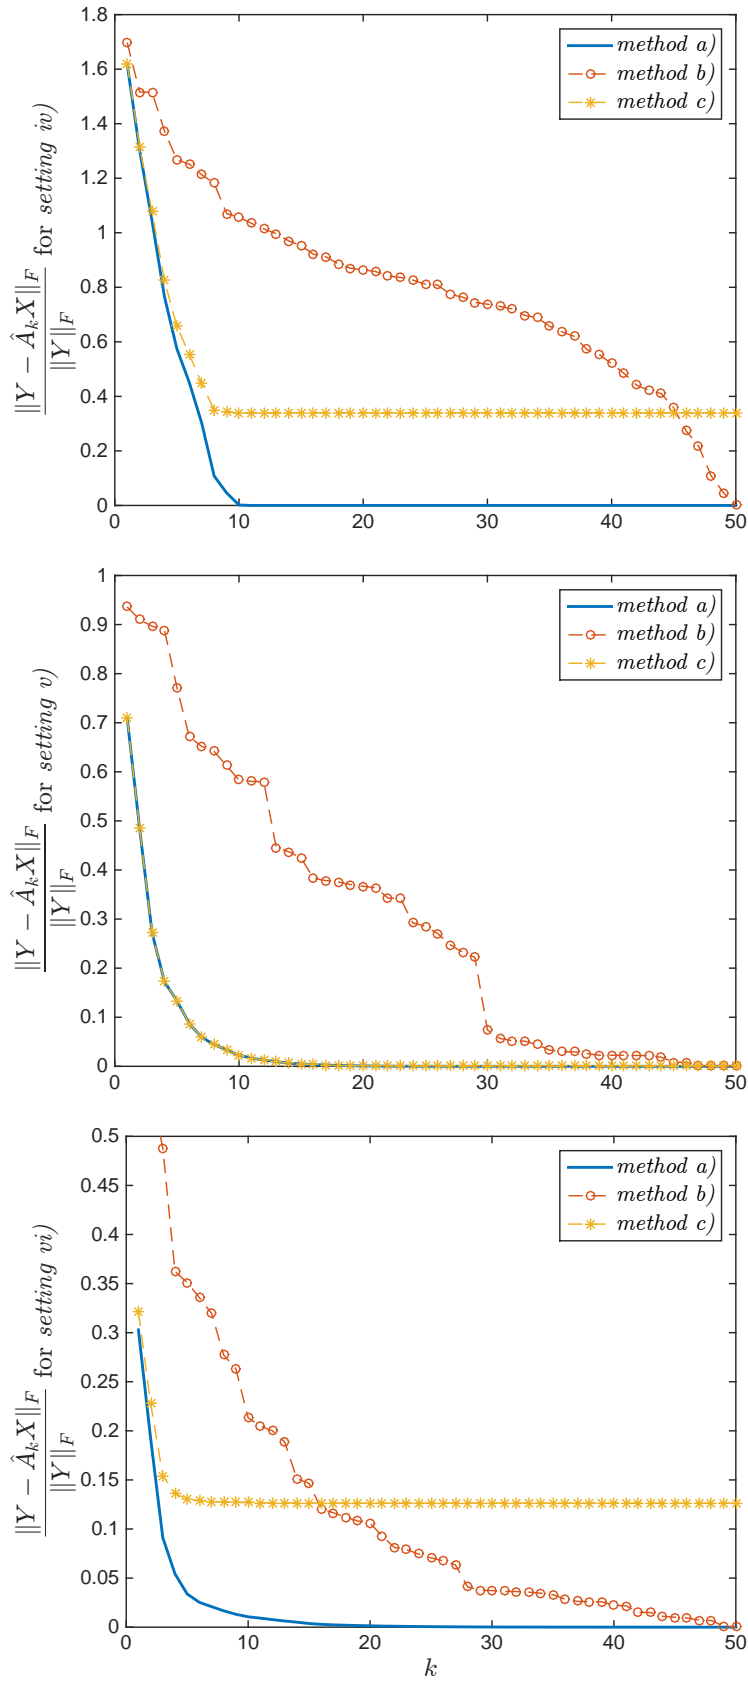 1.8
1.6
1.4
1.2
1
0.8
0.6
0.4
0.2
0
0 10 20 30 40 50
||Y − Â_k X||_F / ||Y||_F for setting iv)
method a)
method b)
method c)
1
0.9
0.8
0.7
0.6
0.5
0.4
0.3
0.2
0.1
0
0 10 20 30 40 50
||Y − Â_k X||_F / ||Y||_F for setting v)
method a)
method b)
method c)
0.5
0.45
0.4
0.35
0.3
0.25
0.2
0.15
0.1
0.05
0
0 10 20 30 40 50
||Y − Â_k X||_F / ||Y||_F for setting vi)
method a)
method b)
method c)
k